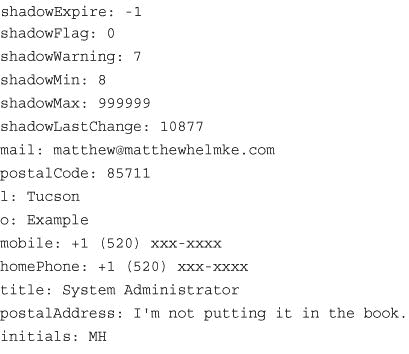 shadowExpire: -1
shadowFlag: 0
shadowWarning: 7
shadowMin: 8
shadowMax: 999999
shadowLastChange: 10877
mail: matthew@matthewhelmke.com
postalCode: 85711
l: Tucson
o: Example
mobile: +1 (520) xxx-xxxx
homePhone: +1 (520) xxx-xxxx
title: System Administrator
postalAddress: I'm not putting it in the book.
initials: MH